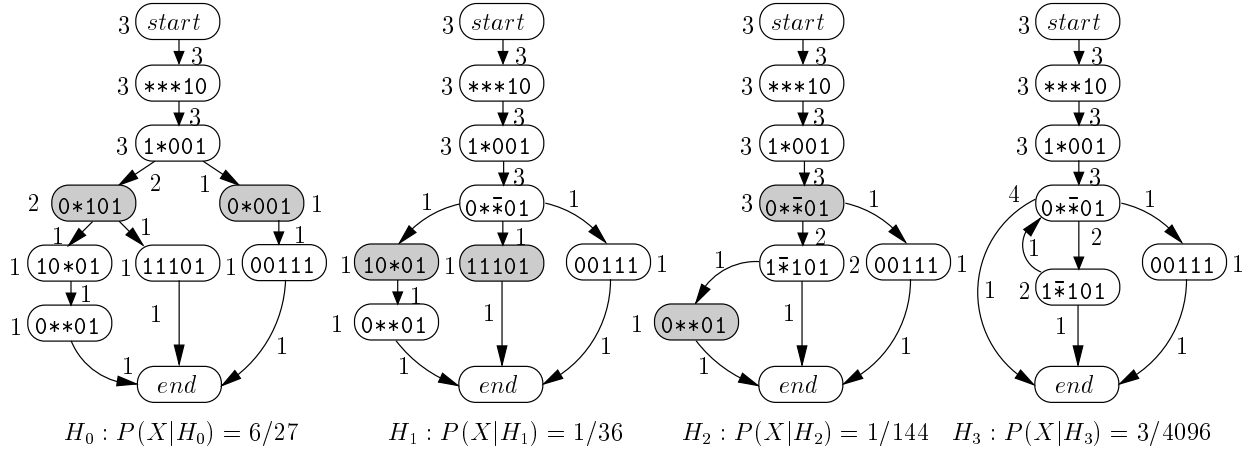 3 start
3
3 ***10
3
3 1*001
2 1
2 0*101 0*001 1
1 1 1
1 10*01 1 11101 1 00111
1
1 0**01 1
1 1
end
H₀ : P(X|H₀) = 6/27
3 start
3
3 ***10
3
3 1*001
3
1 0**̄01 1
1
1 10*01 1 11101 00111 1
1
1 0**01 1
1 1
end
H₁ : P(X|H₁) = 1/36
3 start
3
3 ***10
3
3 1*001
3
3 0**̄01 1
2
1 1*̄101 2 00111 1
1 0**01 1
1 1
end
H₂ : P(X|H₂) = 1/144
3 start
3
3 ***10
3
3 1*001
3
4 0**̄01 1
1 2
00111 1
1 2 1*̄101
1 1
end
H₃ : P(X|H₃) = 3/4096